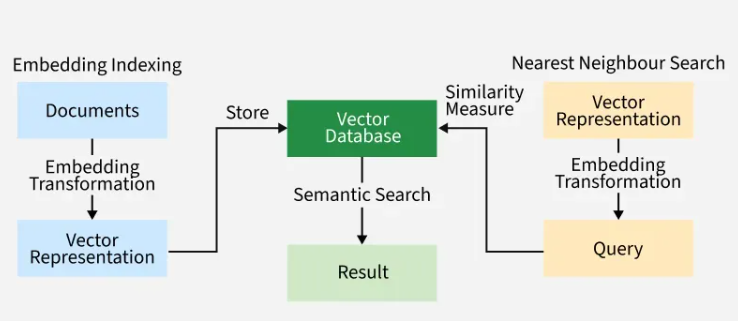 Embedding Indexing
Documents
Embedding
Transformation
Vector
Representation
Store
Vector
Database
Semantic Search
Result
Similarity
Measure
Nearest Neighbour Search
Vector
Representation
Embedding
Transformation
Query